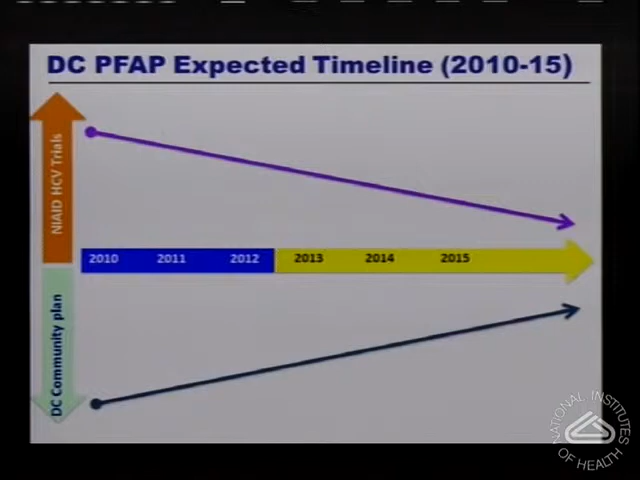 DC PFAP Expected Timeline (2010-15)
NIAID HCV Trials
2010 2011 2012 2013 2014 2015
DC Community plan
NATIONAL INSTITUTES
OF HEALTH